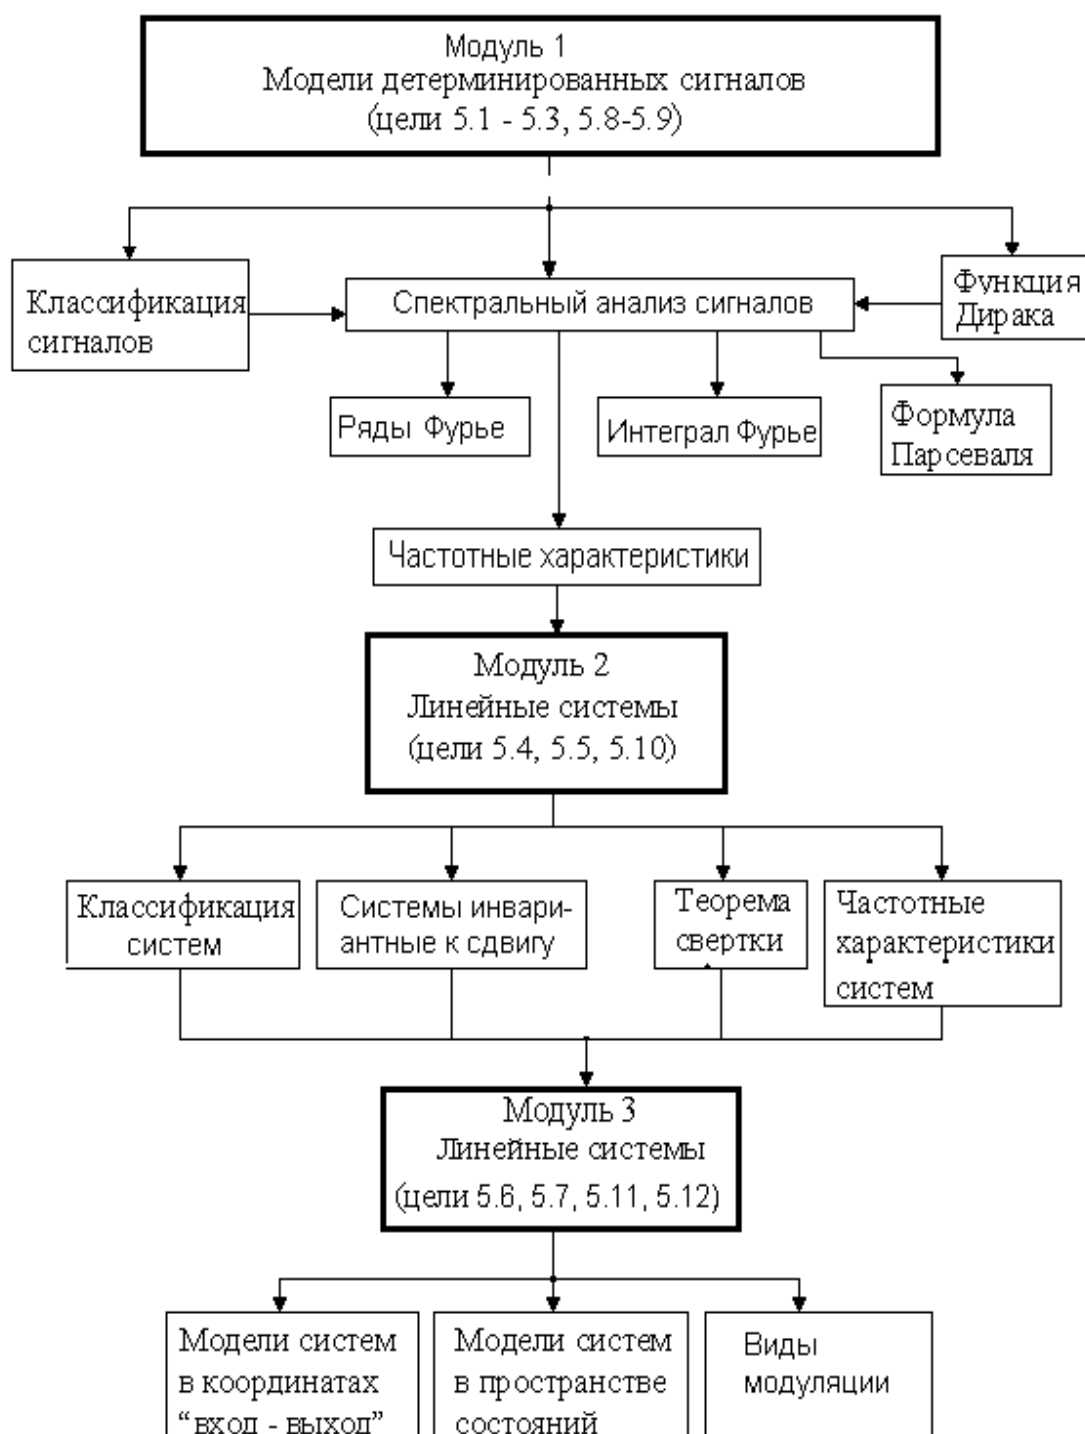 Модуль 1
Модели детерминированных сигналов
(цели 5.1 - 5.3, 5.8-5.9)
Классификация
сигналов
Спектральный анализ сигналов
Функция
Дирака
Ряды Фурье
Интеграл Фурье
Формула
Парсеваля
Частотные характеристики
Модуль 2
Линейные системы
(цели 5.4, 5.5, 5.10)
Классификация
систем
Системы инвари-
антные к сдвигу
Теорема
свертки
Частотные
характеристики
систем
Модуль 3
Линейные системы
(цели 5.6, 5.7, 5.11, 5.12)
Модели систем
в координатах
“вход - выход”
Модели систем
в пространстве
состояний
Виды
модуляции